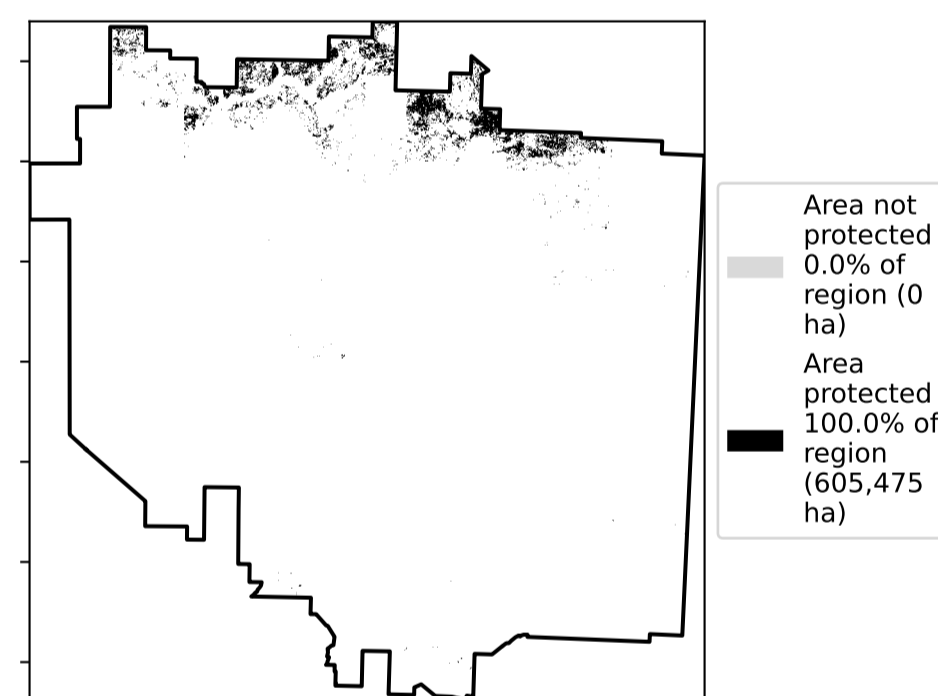 Area not
protected
0.0% of
region (0
ha)
Area
protected
100.0% of
region
(605,475
ha)